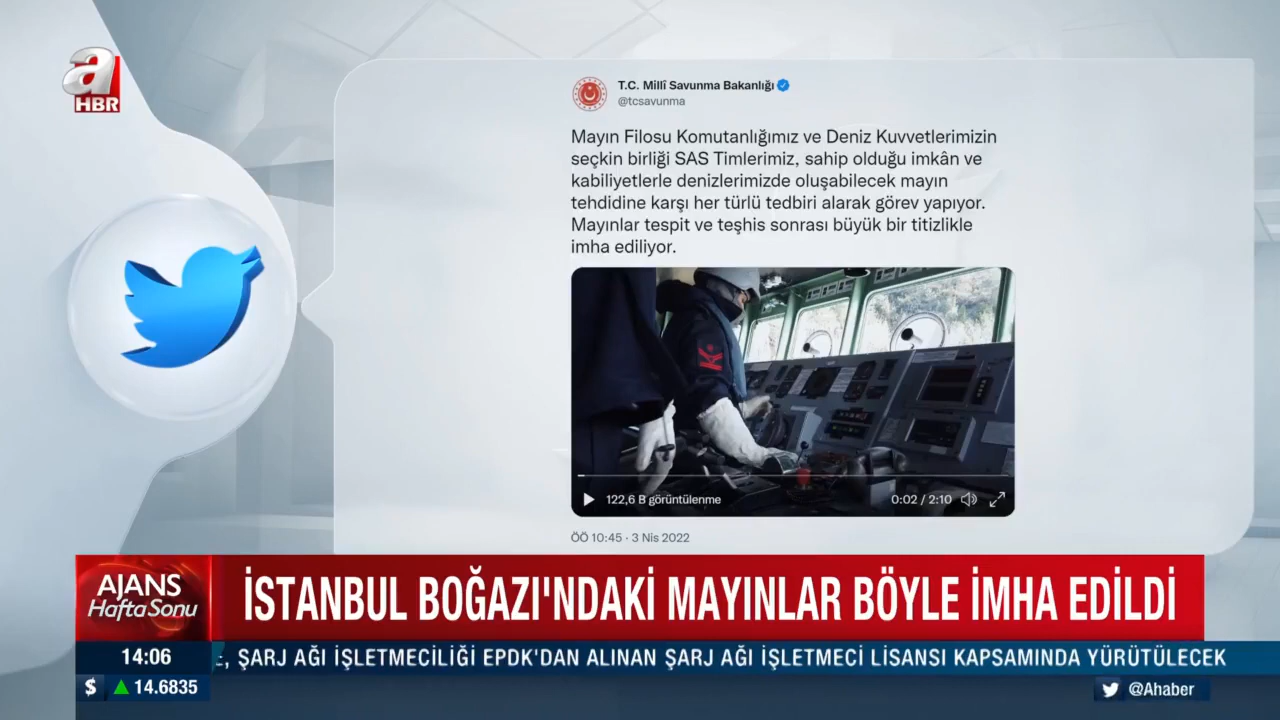 a
HBR
T.C. Millî Savunma Bakanlığı
@tcsavunma
Mayın Filosu Komutanlığımız ve Deniz Kuvvetlerimizin
seçkin birliği SAS Timlerimiz, sahip olduğu imkân ve
kabiliyetlerle denizlerimizde oluşabilecek mayın
tehdidine karşı her türlü tedbiri alarak görev yapıyor.
Mayınlar tespit ve teşhis sonrası büyük bir titizlikle
imha ediliyor.
K
122,6 B görüntülenme
0:02 / 2:10
ÖÖ 10:45 · 3 Nis 2022
AJANS
Hafta Sonu
İSTANBUL BOĞAZI'NDAKİ MAYINLAR BÖYLE İMHA EDİLDİ
14:06
E, ŞARJ AĞI İŞLETMECİLİĞİ EPDK'DAN ALINAN ŞARJ AĞI İŞLETMECİ LİSANSI KAPSAMINDA YÜRÜTÜLECEK
$ ▲ 14.6835
@Ahaber